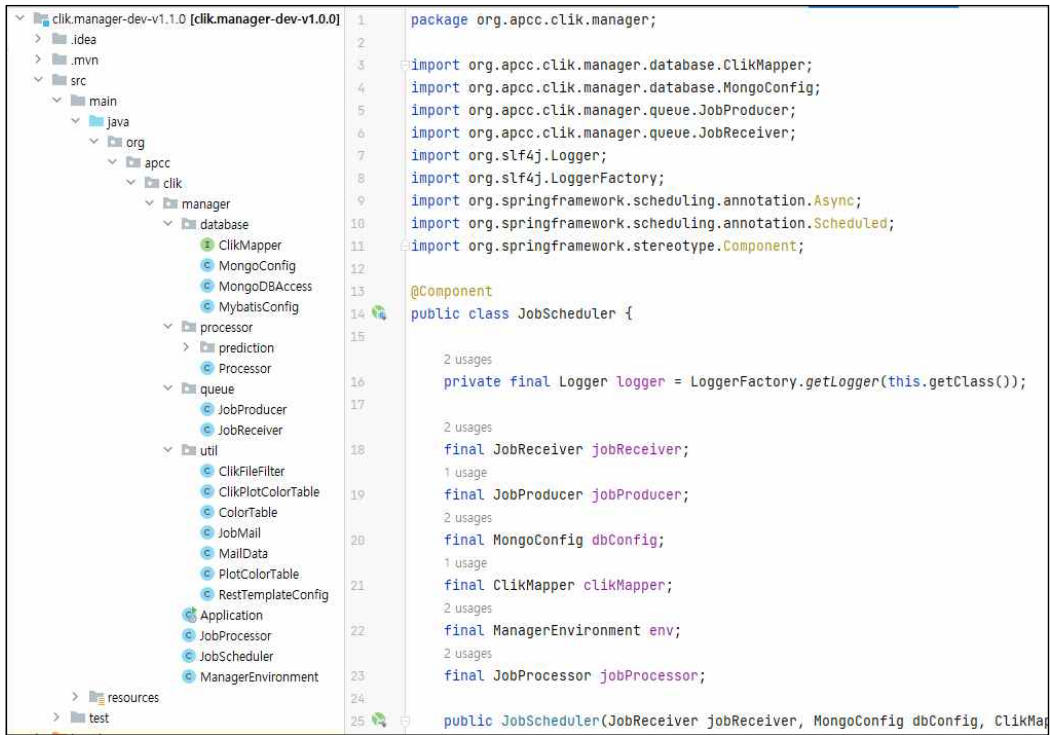 clik.manager-dev-v1.1.0 [clik.manager-dev-v1.0.0]
.idea
.mvn
src
main
java
org
apcc
clik
manager
database
ClikMapper
MongoConfig
MongoDBAccess
MybatisConfig
processor
prediction
Processor
queue
JobProducer
JobReceiver
util
ClikFileFilter
ClikPlotColorTable
ColorTable
JobMail
MailData
PlotColorTable
RestTemplateConfig
Application
JobProcessor
JobScheduler
ManagerEnvironment
resources
test
1 package org.apcc.clik.manager;
2
3 import org.apcc.clik.manager.database.ClikMapper;
4 import org.apcc.clik.manager.database.MongoConfig;
5 import org.apcc.clik.manager.queue.JobProducer;
6 import org.apcc.clik.manager.queue.JobReceiver;
7 import org.slf4j.Logger;
8 import org.slf4j.LoggerFactory;
9 import org.springframework.scheduling.annotation.Async;
10 import org.springframework.scheduling.annotation.Scheduled;
11 import org.springframework.stereotype.Component;
12
13 @Component
14 public class JobScheduler {
15
2 usages
16 private final Logger logger = LoggerFactory.getLogger(this.getClass());
17
2 usages
18 final JobReceiver jobReceiver;
1 usage
19 final JobProducer jobProducer;
2 usages
20 final MongoConfig dbConfig;
1 usage
21 final ClikMapper clikMapper;
2 usages
22 final ManagerEnvironment env;
2 usages
23 final JobProcessor jobProcessor;
24
25 public JobScheduler(JobReceiver jobReceiver, MongoConfig dbConfig, ClikMap